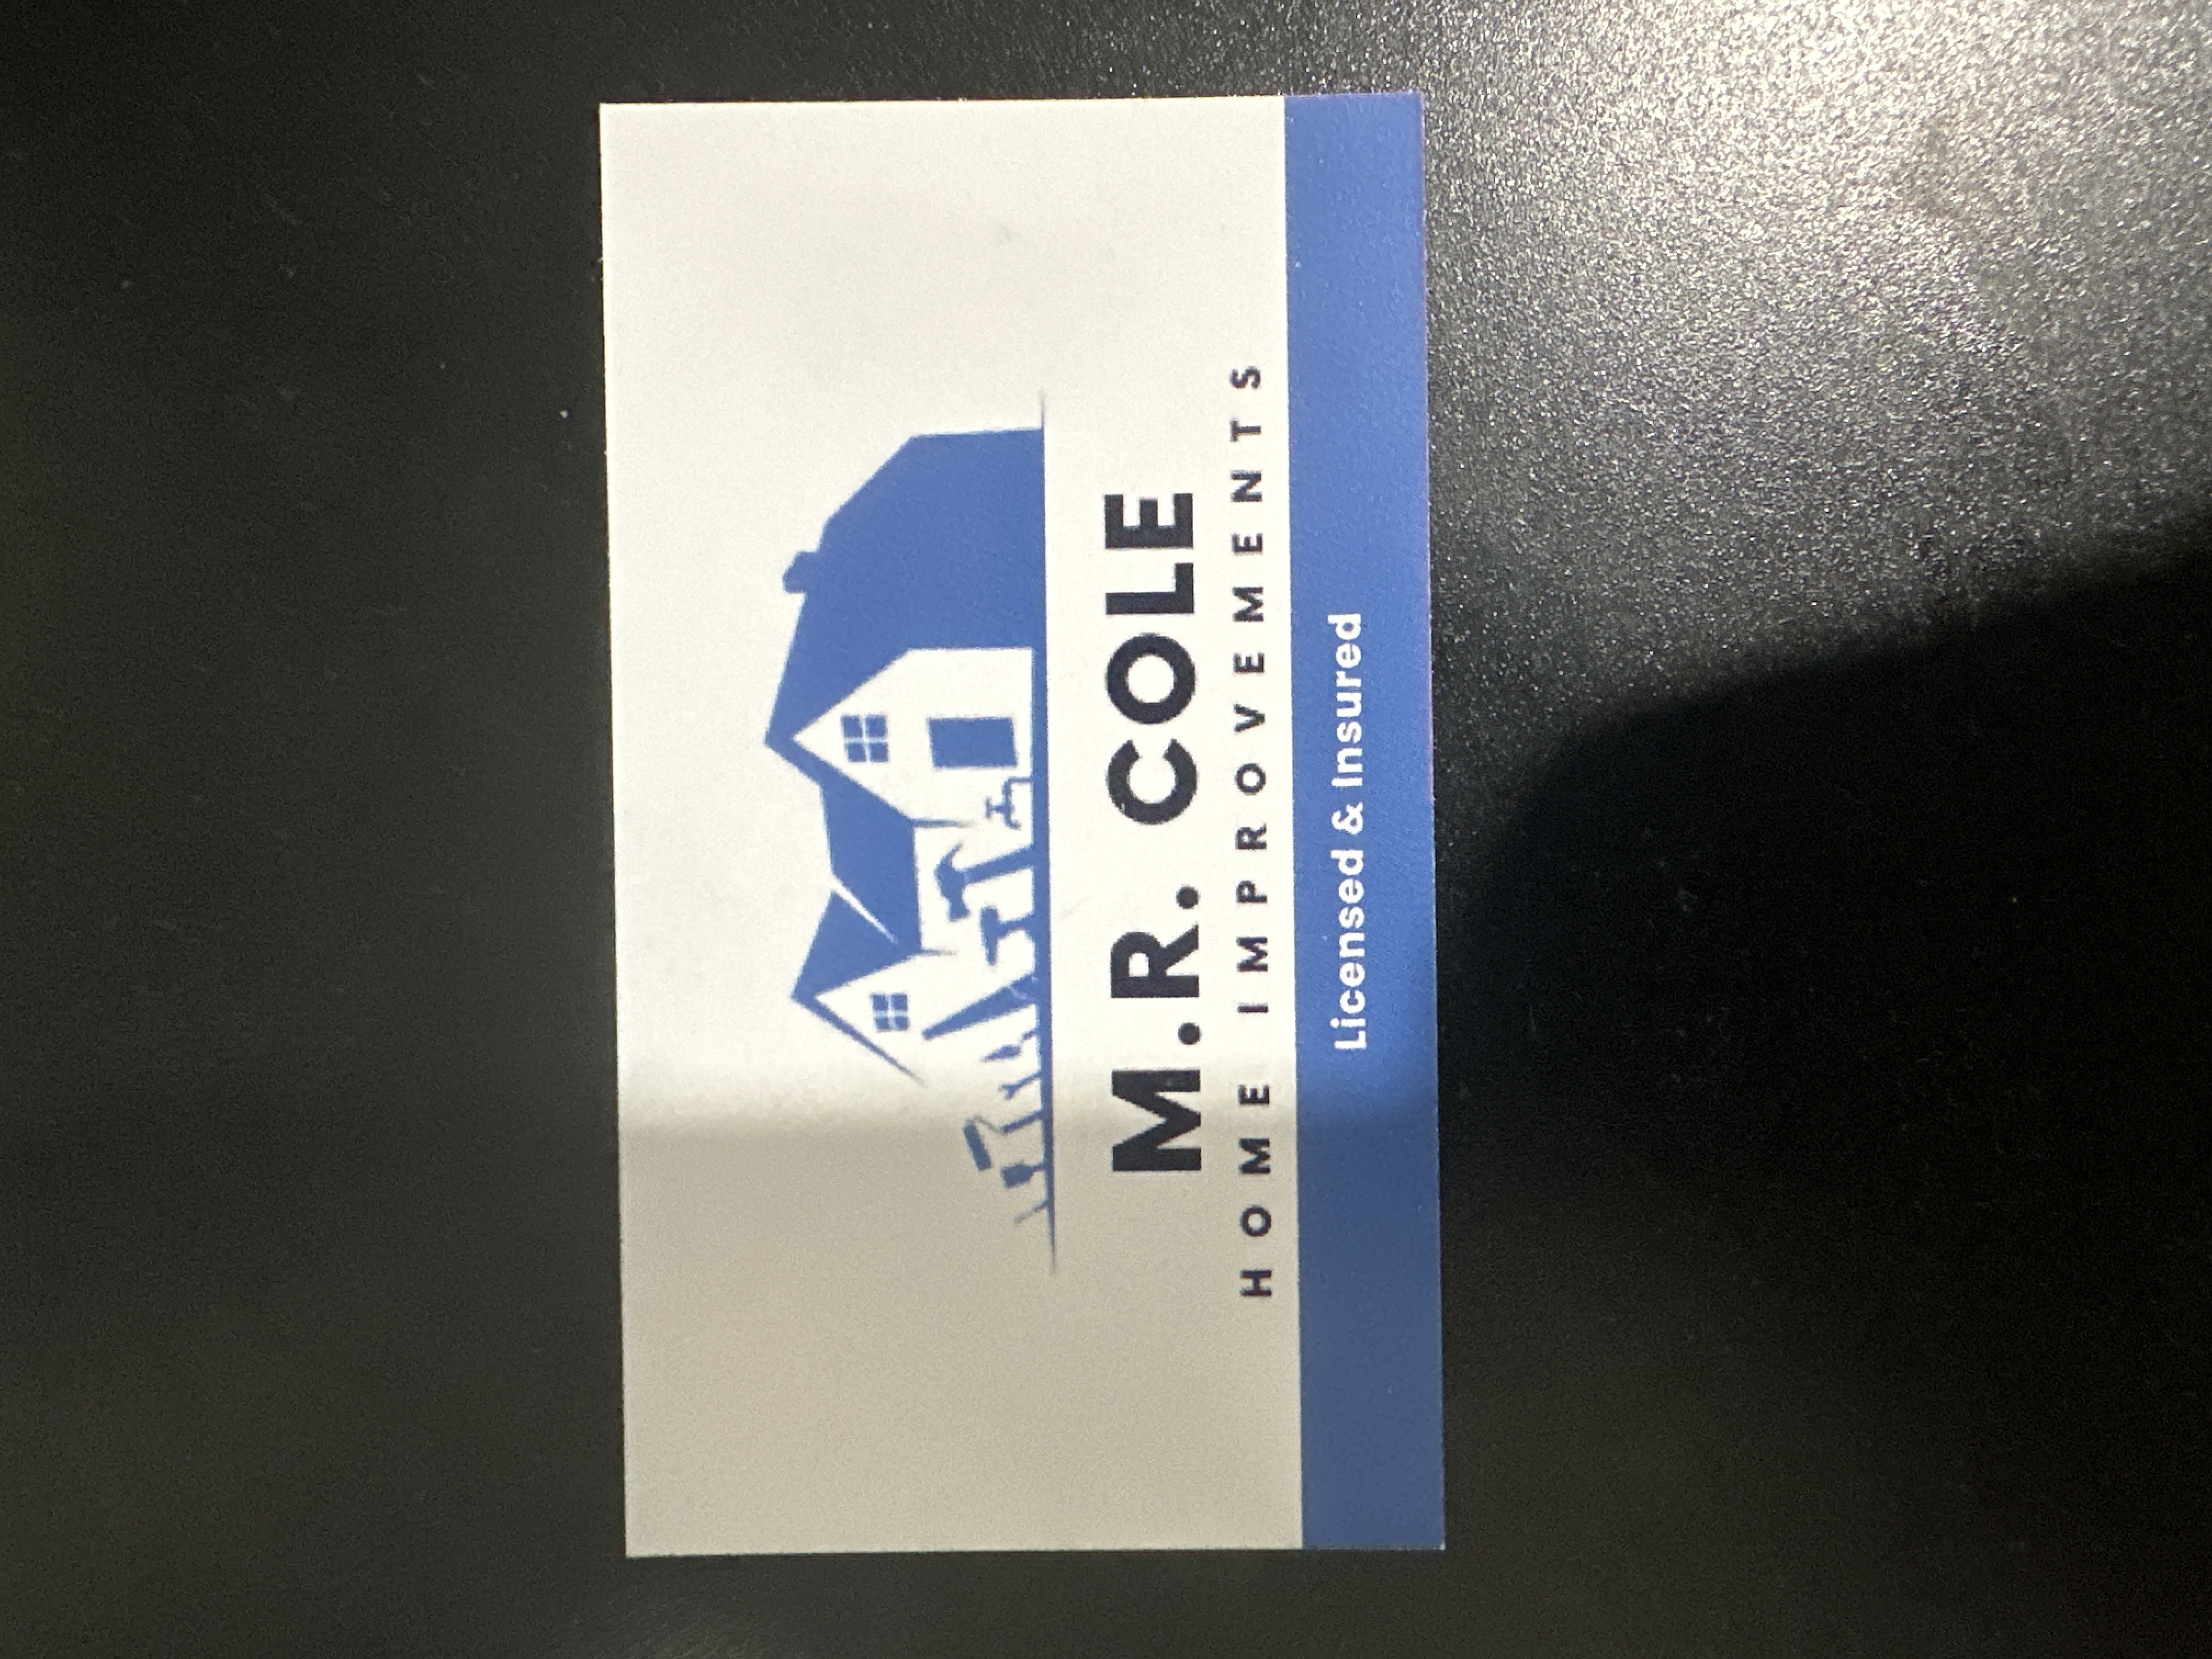 M.R. COLE
HOME IMPROVEMENTS
Licensed & Insured